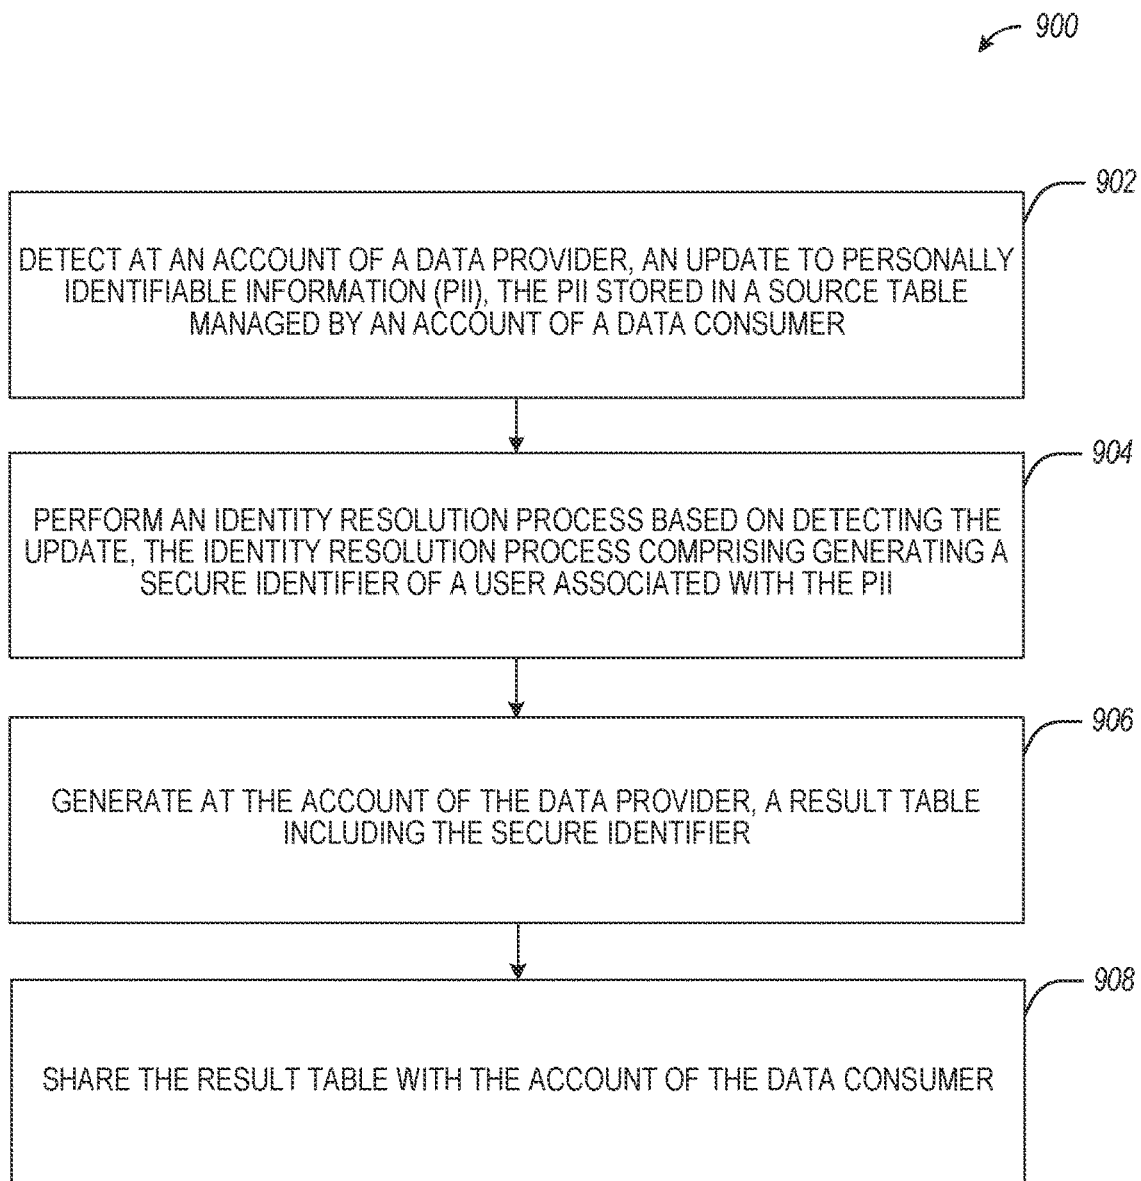 900
902
DETECT AT AN ACCOUNT OF A DATA PROVIDER, AN UPDATE TO PERSONALLY
IDENTIFIABLE INFORMATION (PII), THE PII STORED IN A SOURCE TABLE
MANAGED BY AN ACCOUNT OF A DATA CONSUMER
904
PERFORM AN IDENTITY RESOLUTION PROCESS BASED ON DETECTING THE
UPDATE, THE IDENTITY RESOLUTION PROCESS COMPRISING GENERATING A
SECURE IDENTIFIER OF A USER ASSOCIATED WITH THE PII
906
GENERATE AT THE ACCOUNT OF THE DATA PROVIDER, A RESULT TABLE
INCLUDING THE SECURE IDENTIFIER
908
SHARE THE RESULT TABLE WITH THE ACCOUNT OF THE DATA CONSUMER